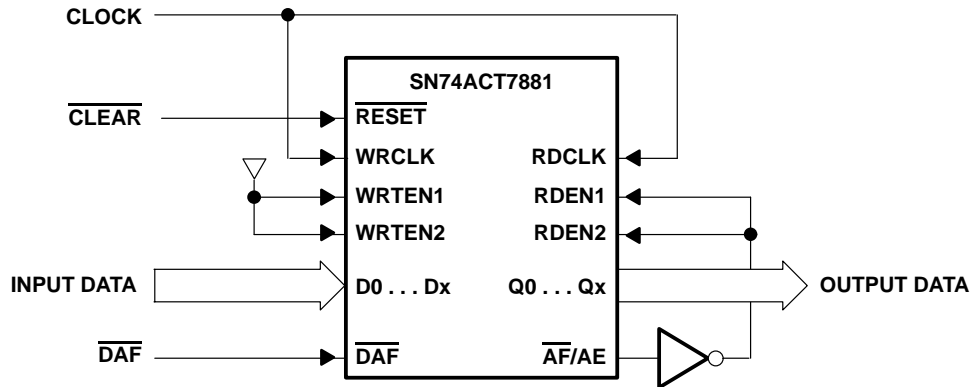 CLOCK
SN74ACT7881
CLEAR
RESET
WRCLK
RDCLK
WRTEN1
RDEN1
WRTEN2
RDEN2
INPUT DATA
D0 . . . Dx
Q0 . . . Qx
OUTPUT DATA
DAF
DAF
AF/AE